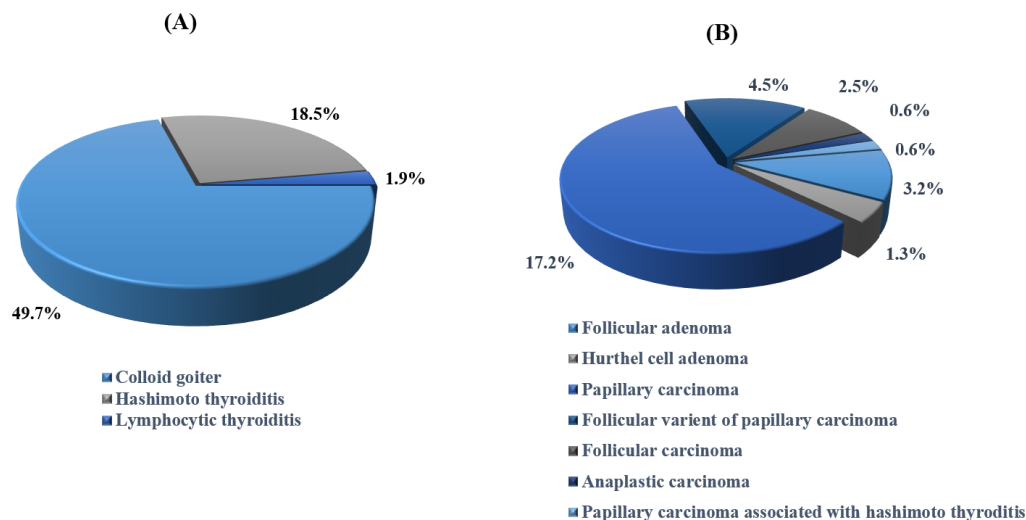 (A)
18.5%
1.9%
49.7%
Colloid goiter
Hashimoto thyroiditis
Lymphocytic thyroiditis
(B)
4.5%
2.5%
0.6%
0.6%
3.2%
1.3%
17.2%
Follicular adenoma
Hurthel cell adenoma
Papillary carcinoma
Follicular varient of papillary carcinoma
Follicular carcinoma
Anaplastic carcinoma
Papillary carcinoma associated with hashimoto thyroditis